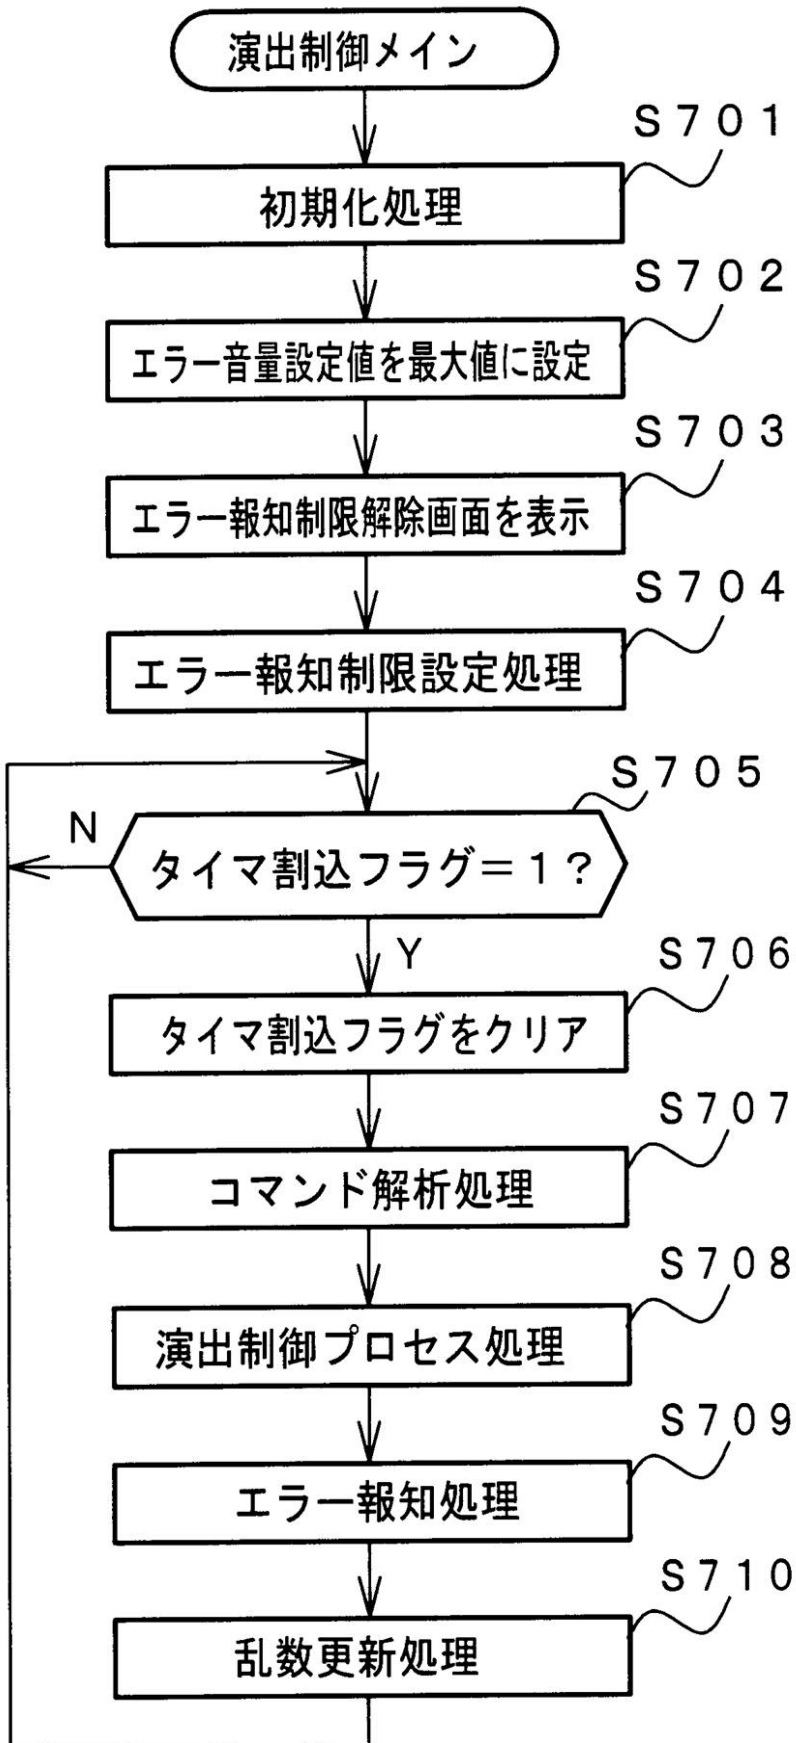 演出制御メイン
Ｓ７０１
初期化処理
Ｓ７０２
エラー音量設定値を最大値に設定
Ｓ７０３
エラー報知制限解除画面を表示
Ｓ７０４
エラー報知制限設定処理
Ｓ７０５
Ｎ
タイマ割込フラグ＝１？
Ｙ
Ｓ７０６
タイマ割込フラグをクリア
Ｓ７０７
コマンド解析処理
Ｓ７０８
演出制御プロセス処理
Ｓ７０９
エラー報知処理
Ｓ７１０
乱数更新処理